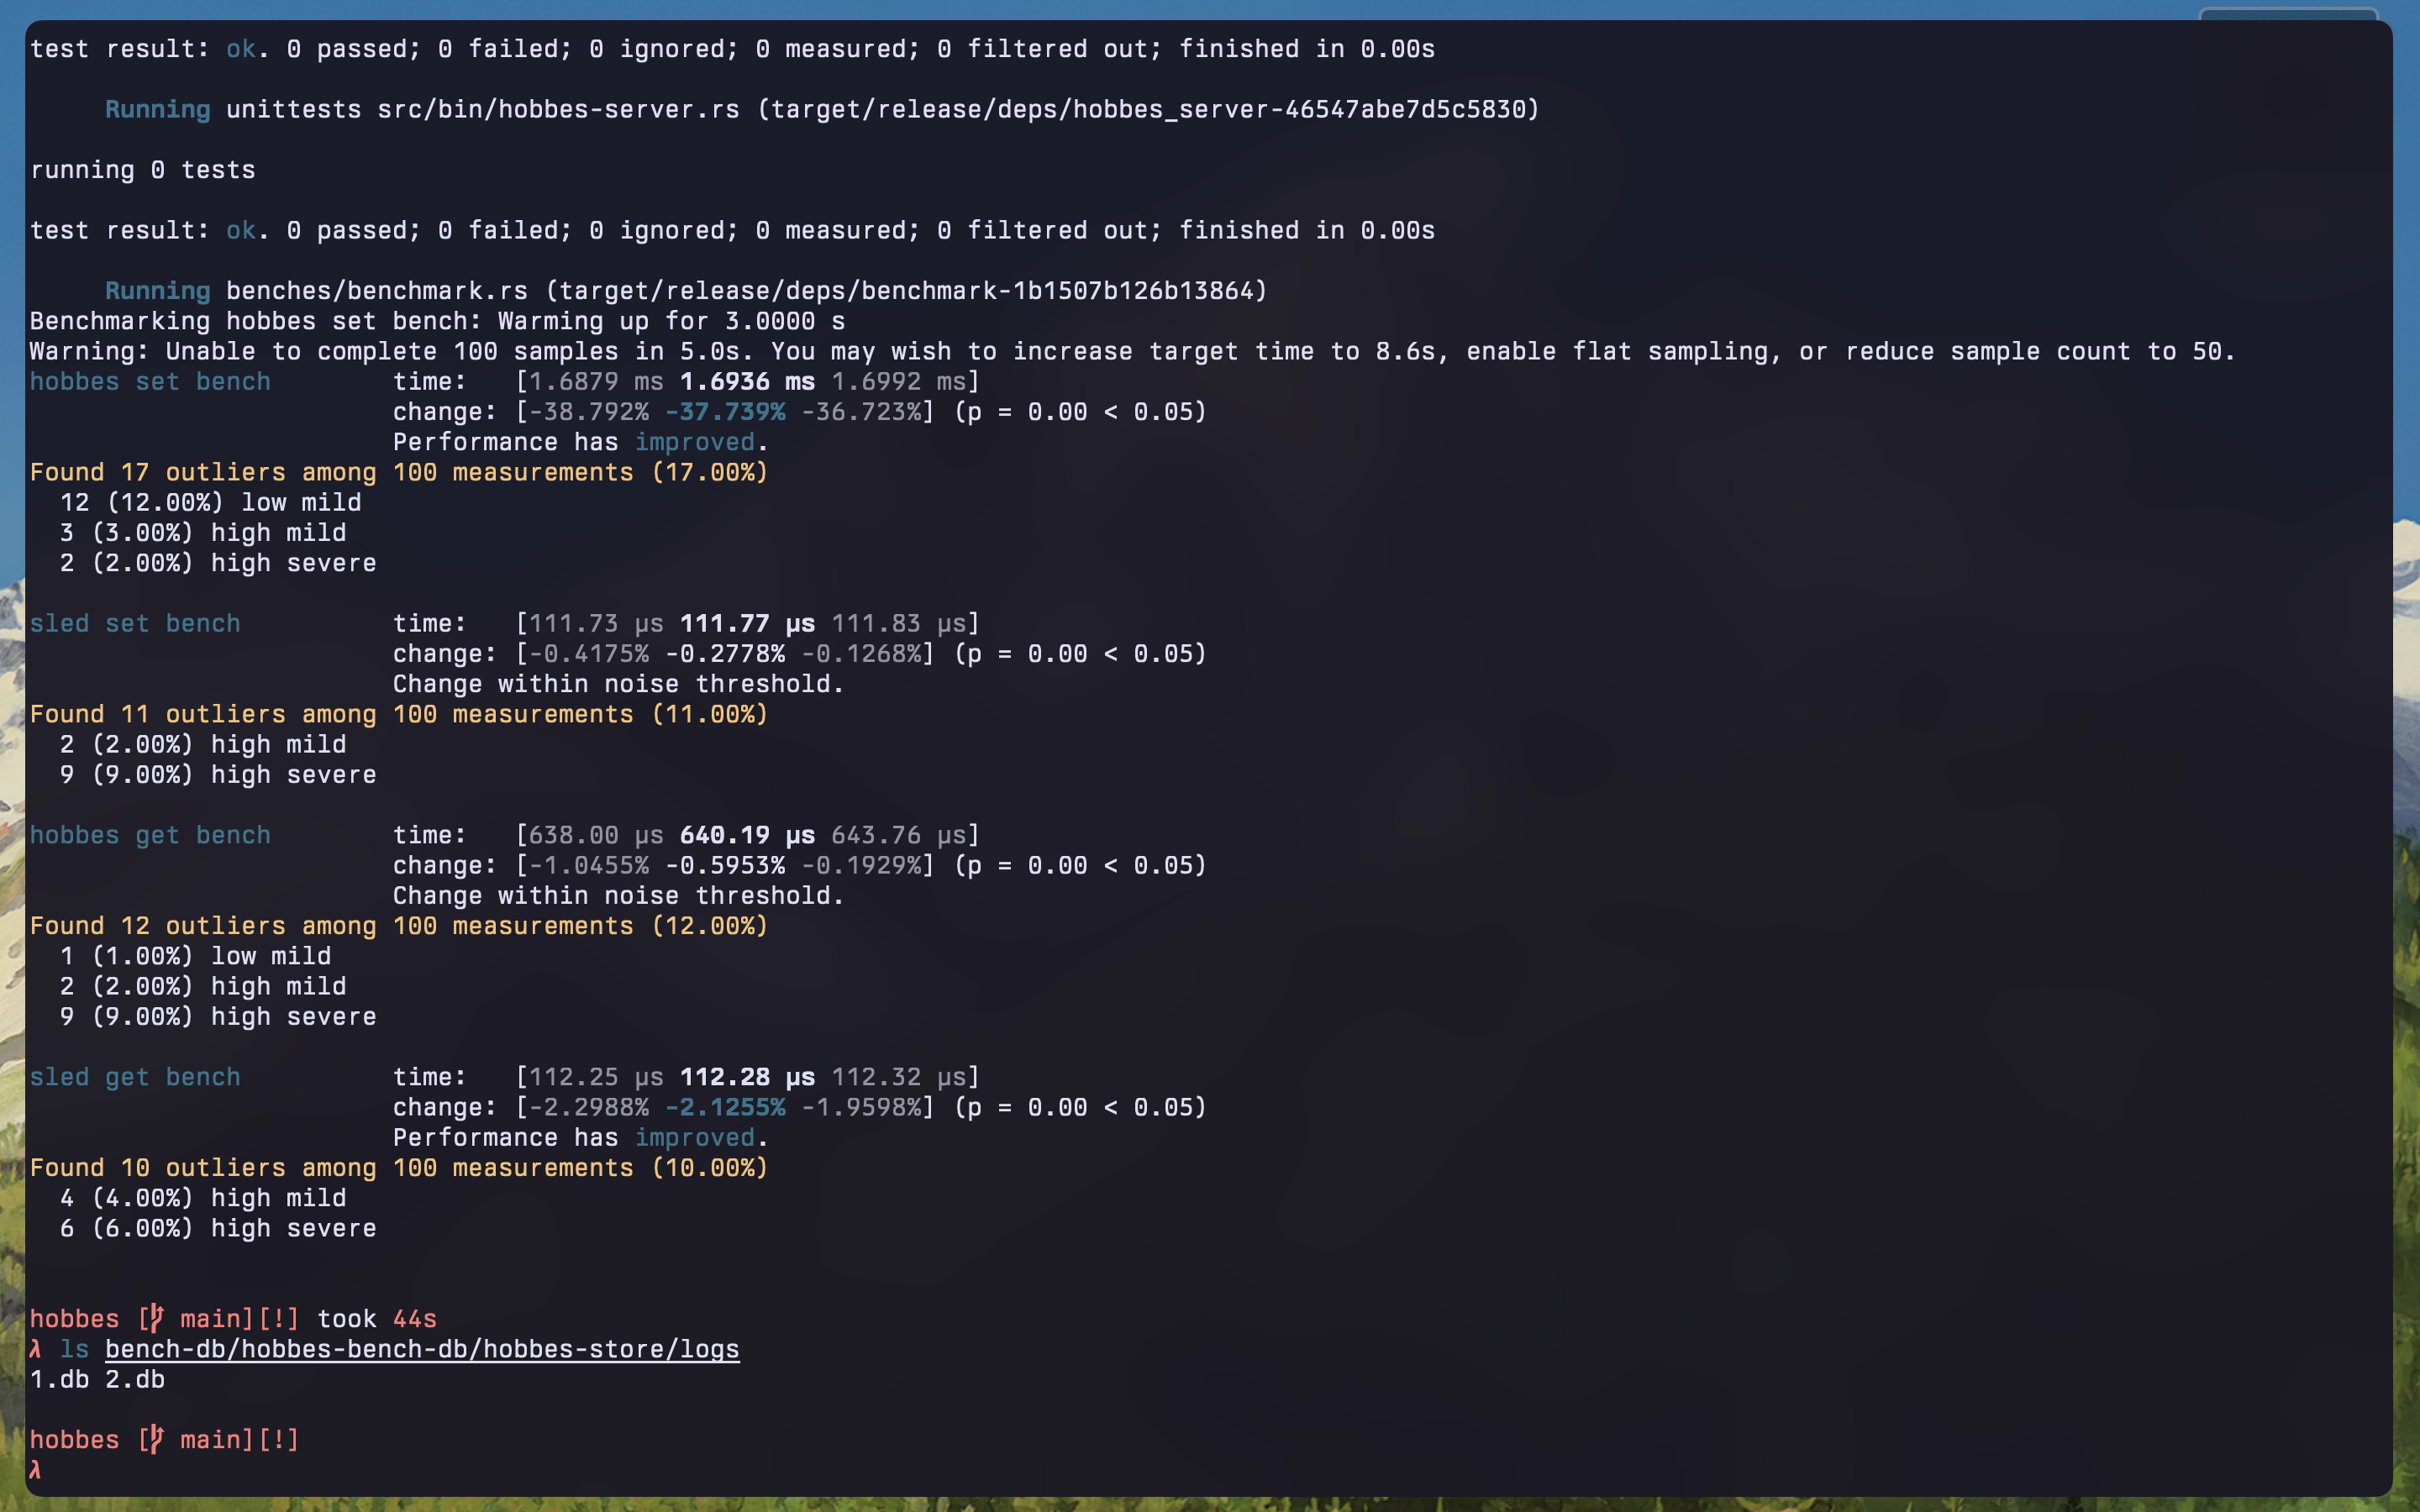 test result: ok. 0 passed; 0 failed; 0 ignored; 0 measured; 0 filtered out; finished in 0.00s
Running unittests src/bin/hobbes-server.rs (target/release/deps/hobbes_server-46547abe7d5c5830)
running 0 tests
test result: ok. 0 passed; 0 failed; 0 ignored; 0 measured; 0 filtered out; finished in 0.00s
Running benches/benchmark.rs (target/release/deps/benchmark-1b1507b126b13864)
Benchmarking hobbes set bench: Warming up for 3.0000 s
Warning: Unable to complete 100 samples in 5.0s. You may wish to increase target time to 8.6s, enable flat sampling, or reduce sample count to 50.
hobbes set bench time: [1.6879 ms 1.6936 ms 1.6992 ms]
change: [-38.792% -37.739% -36.723%] (p = 0.00 < 0.05)
Performance has improved.
Found 17 outliers among 100 measurements (17.00%)
12 (12.00%) low mild
3 (3.00%) high mild
2 (2.00%) high severe
sled set bench time: [111.73 µs 111.77 µs 111.83 µs]
change: [-0.4175% -0.2778% -0.1268%] (p = 0.00 < 0.05)
Change within noise threshold.
Found 11 outliers among 100 measurements (11.00%)
2 (2.00%) high mild
9 (9.00%) high severe
hobbes get bench time: [638.00 µs 640.19 µs 643.76 µs]
change: [-1.0455% -0.5953% -0.1929%] (p = 0.00 < 0.05)
Change within noise threshold.
Found 12 outliers among 100 measurements (12.00%)
1 (1.00%) low mild
2 (2.00%) high mild
9 (9.00%) high severe
sled get bench time: [112.25 µs 112.28 µs 112.32 µs]
change: [-2.2988% -2.1255% -1.9598%] (p = 0.00 < 0.05)
Performance has improved.
Found 10 outliers among 100 measurements (10.00%)
4 (4.00%) high mild
6 (6.00%) high severe
hobbes [ main][!] took 44s
λ ls bench-db/hobbes-bench-db/hobbes-store/logs
1.db 2.db
hobbes [ main][!]
λ